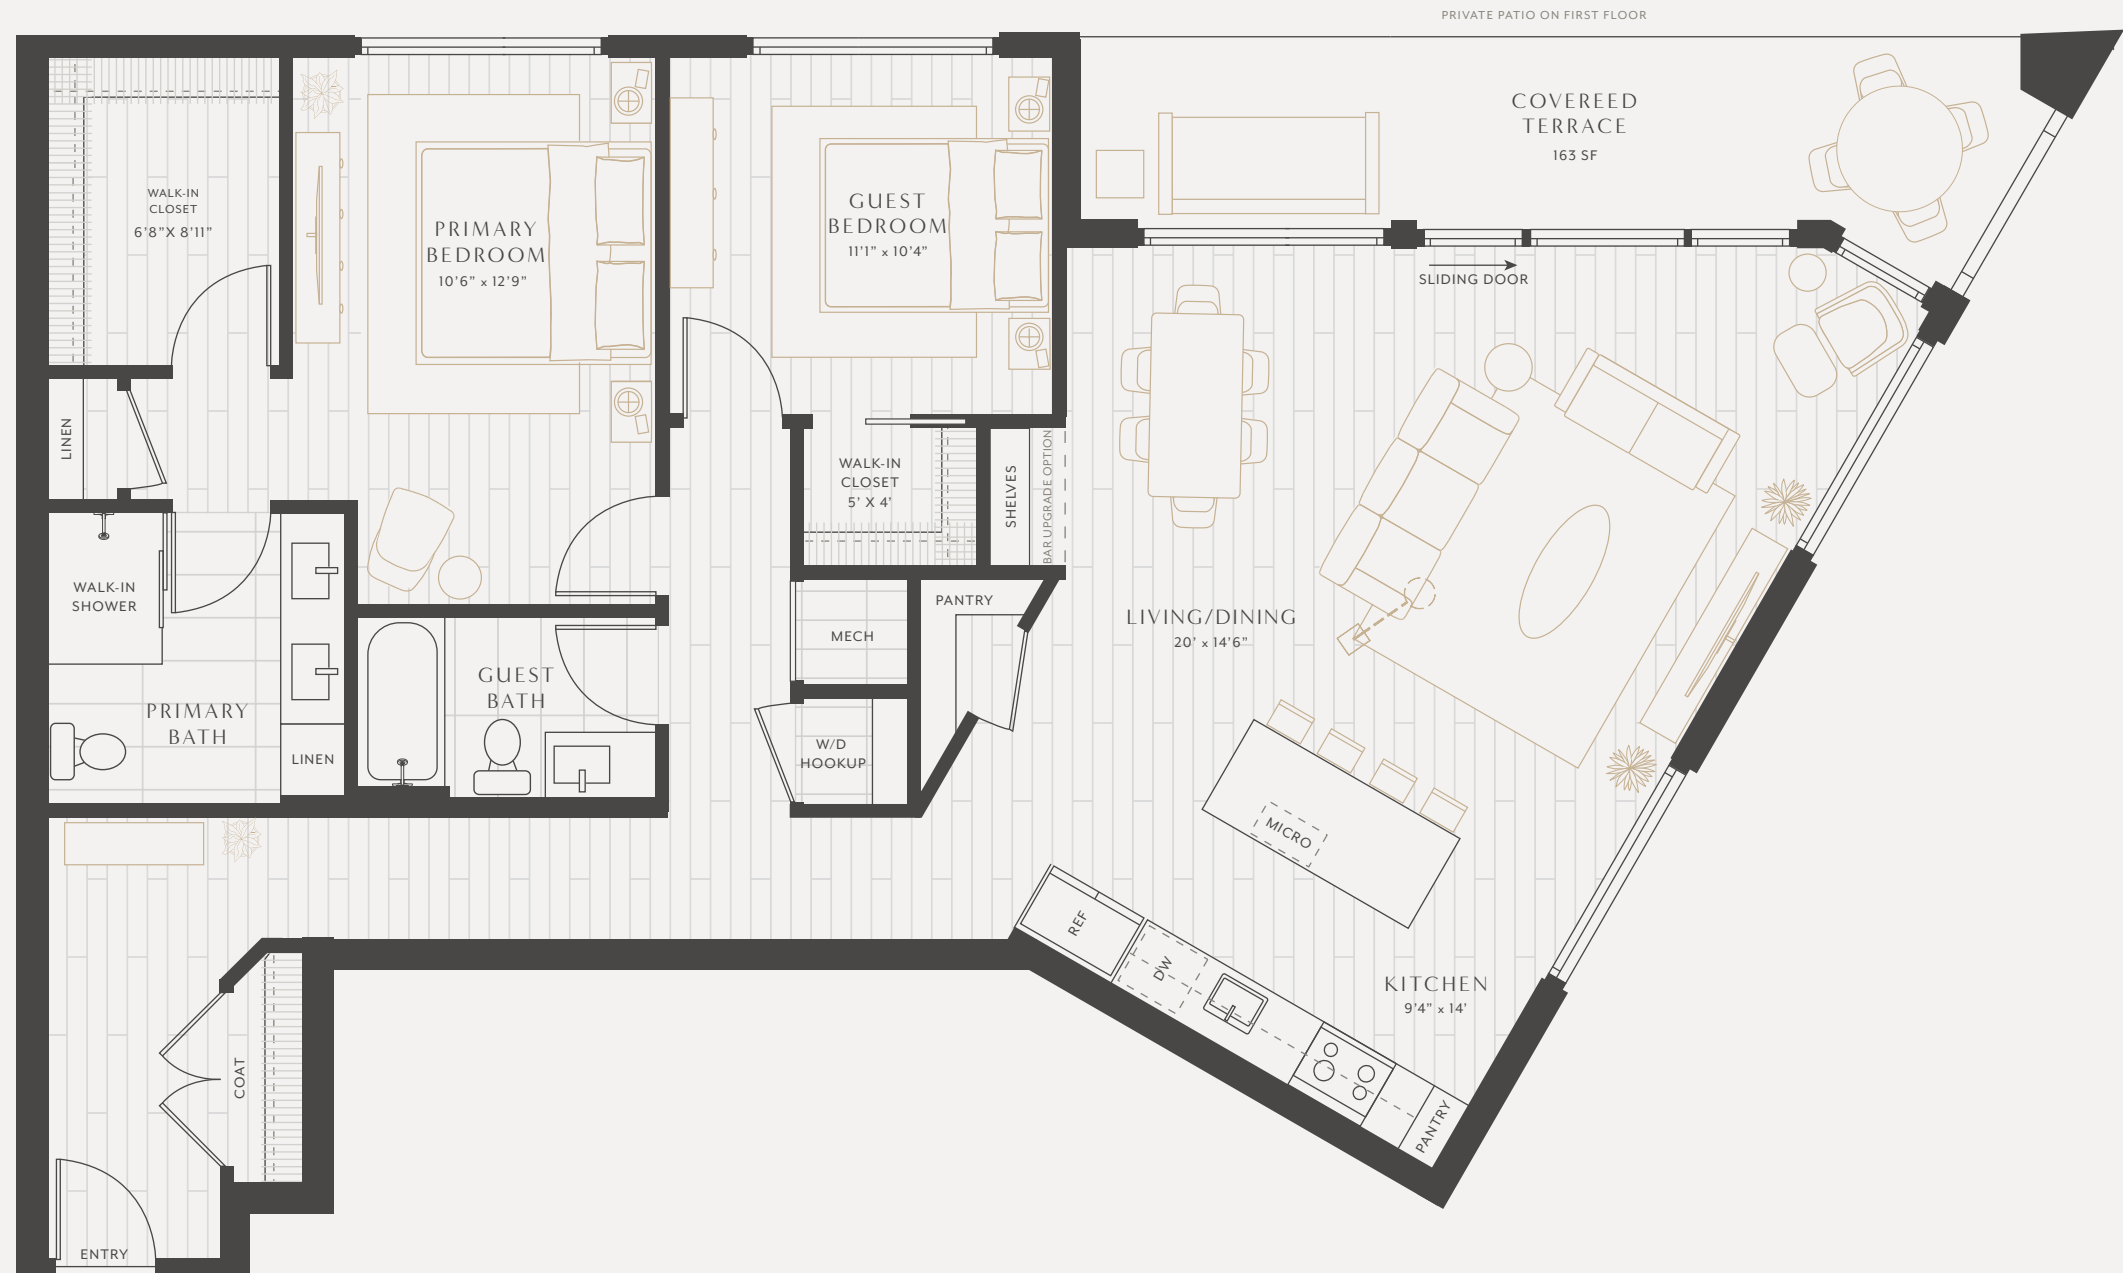 PRIVATE PATIO ON FIRST FLOOR
COVEREED
TERRACE
163 SF
WALK-IN
CLOSET
6'8"X 8'11"
PRIMARY
BEDROOM
10'6" x 12'9"
GUEST
BEDROOM
11'1" x 10'4"
SLIDING DOOR
LINEN
WALK-IN
CLOSET
5' X 4'
SHELVES
BAR UPGRADE OPTION
WALK-IN
SHOWER
PANTRY
MECH
LIVING/DINING
20' x 14'6"
GUEST
BATH
PRIMARY
BATH
LINEN
W/D
HOOKUP
MICRO
REF
DW
KITCHEN
9'4" x 14'
COAT
PANTRY
ENTRY